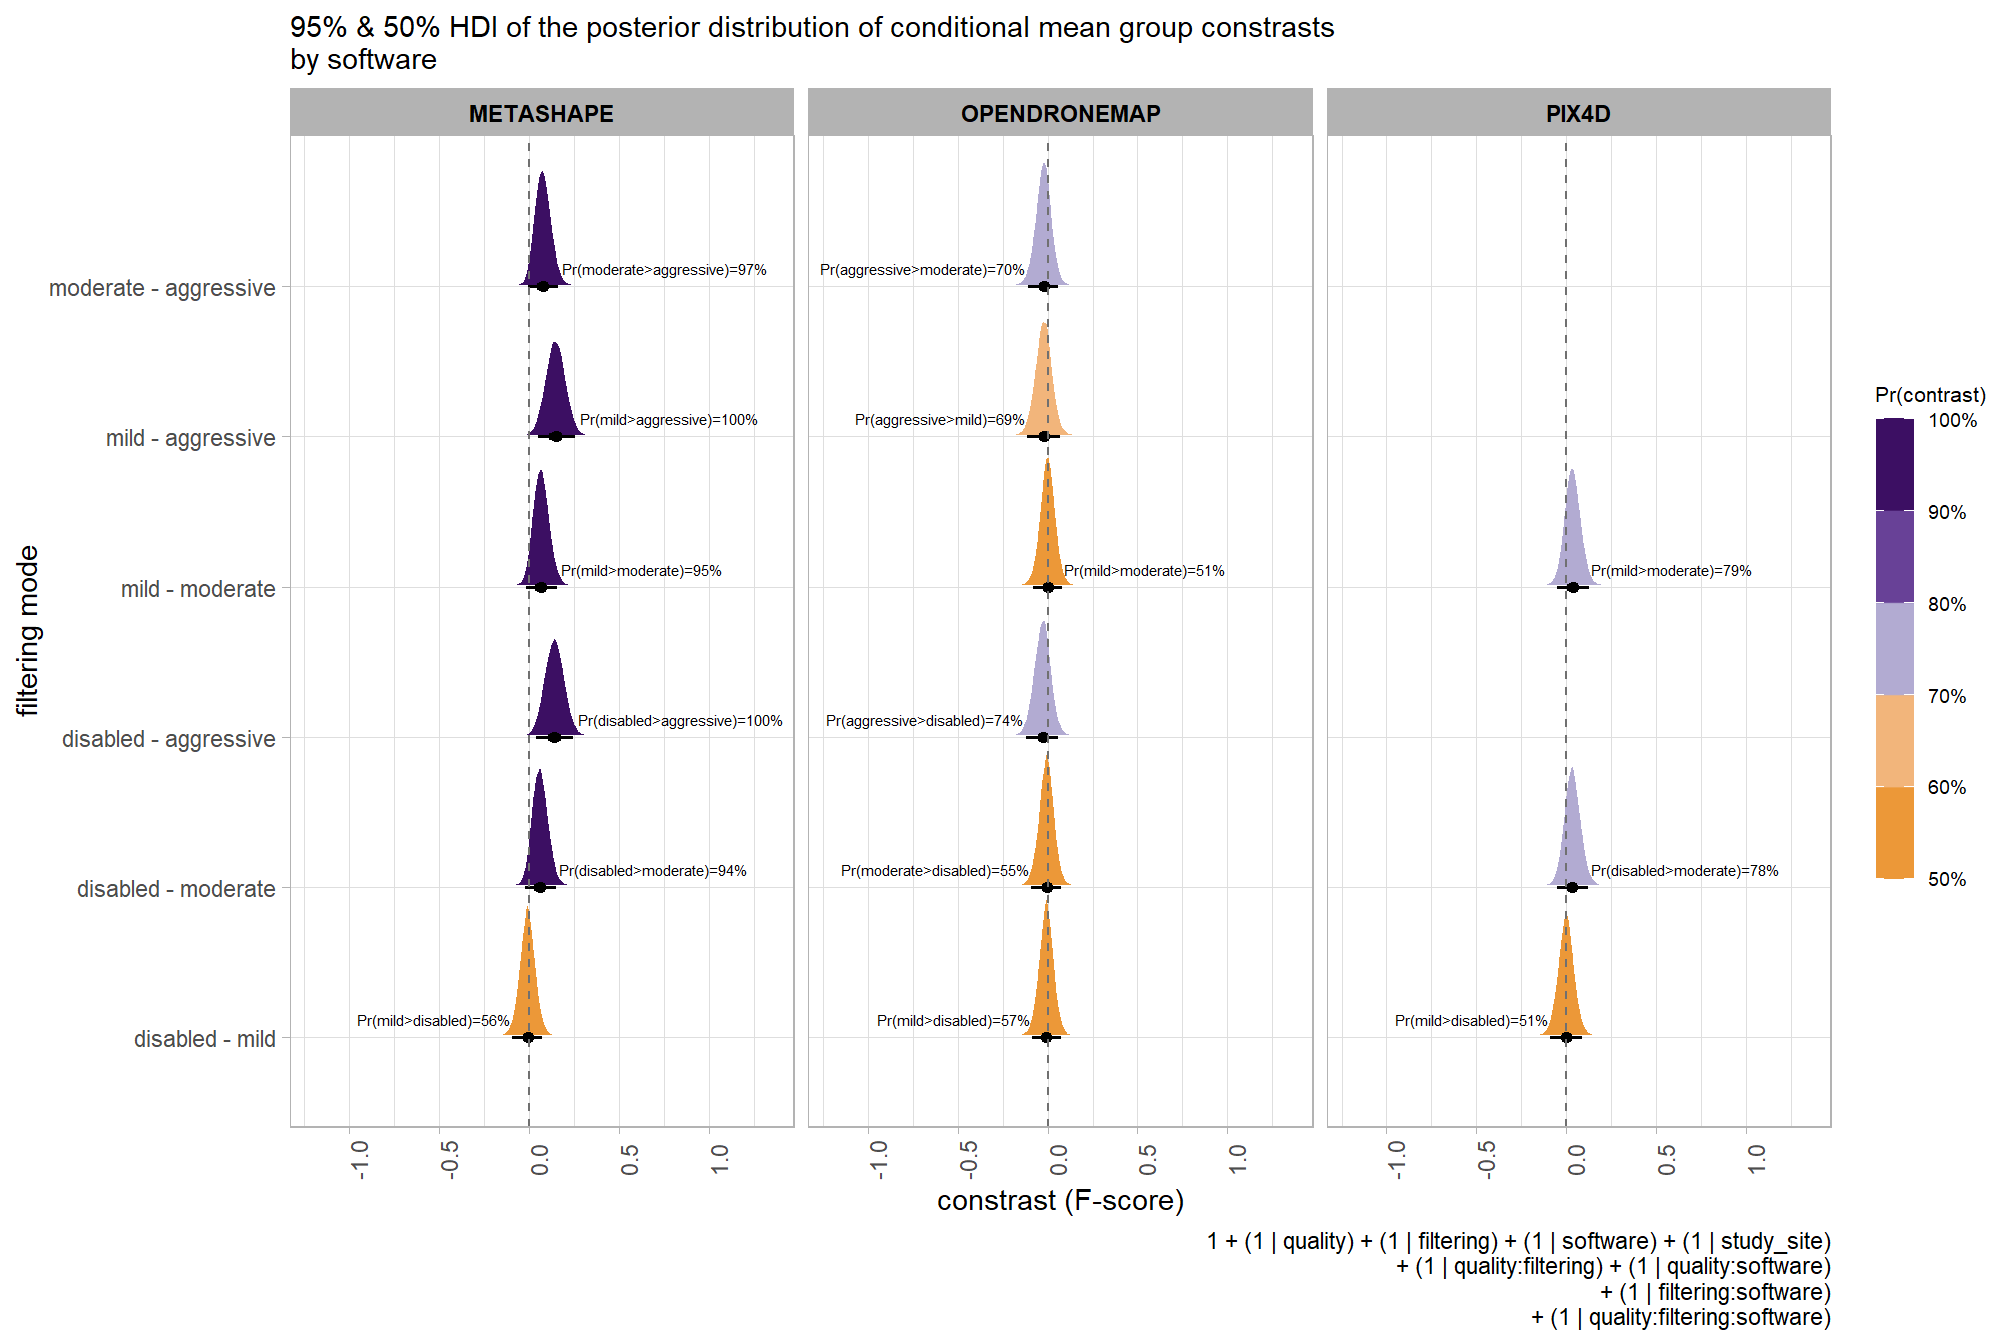 95% & 50% HDI of the posterior distribution of conditional mean group constrasts
by software
METASHAPE
OPENDRONEMAP
PIX4D
filtering mode
moderate - aggressive
mild - aggressive
mild - moderate
disabled - aggressive
disabled - moderate
disabled - mild
Pr(moderate>aggressive)=97%
Pr(mild>aggressive)=100%
Pr(mild>moderate)=95%
Pr(disabled>aggressive)=100%
Pr(disabled>moderate)=94%
Pr(mild>disabled)=56%
Pr(aggressive>moderate)=70%
Pr(aggressive>mild)=69%
Pr(mild>moderate)=51%
Pr(aggressive>disabled)=74%
Pr(moderate>disabled)=55%
Pr(mild>disabled)=57%
Pr(mild>moderate)=79%
Pr(disabled>moderate)=78%
Pr(mild>disabled)=51%
-1.0 -0.5 0.0 0.5 1.0
-1.0 -0.5 0.0 0.5 1.0
-1.0 -0.5 0.0 0.5 1.0
constrast (F-score)
Pr(contrast)
100%
90%
80%
70%
60%
50%
1 + (1 | quality) + (1 | filtering) + (1 | software) + (1 | study_site)
+ (1 | quality:filtering) + (1 | quality:software)
+ (1 | filtering:software)
+ (1 | quality:filtering:software)